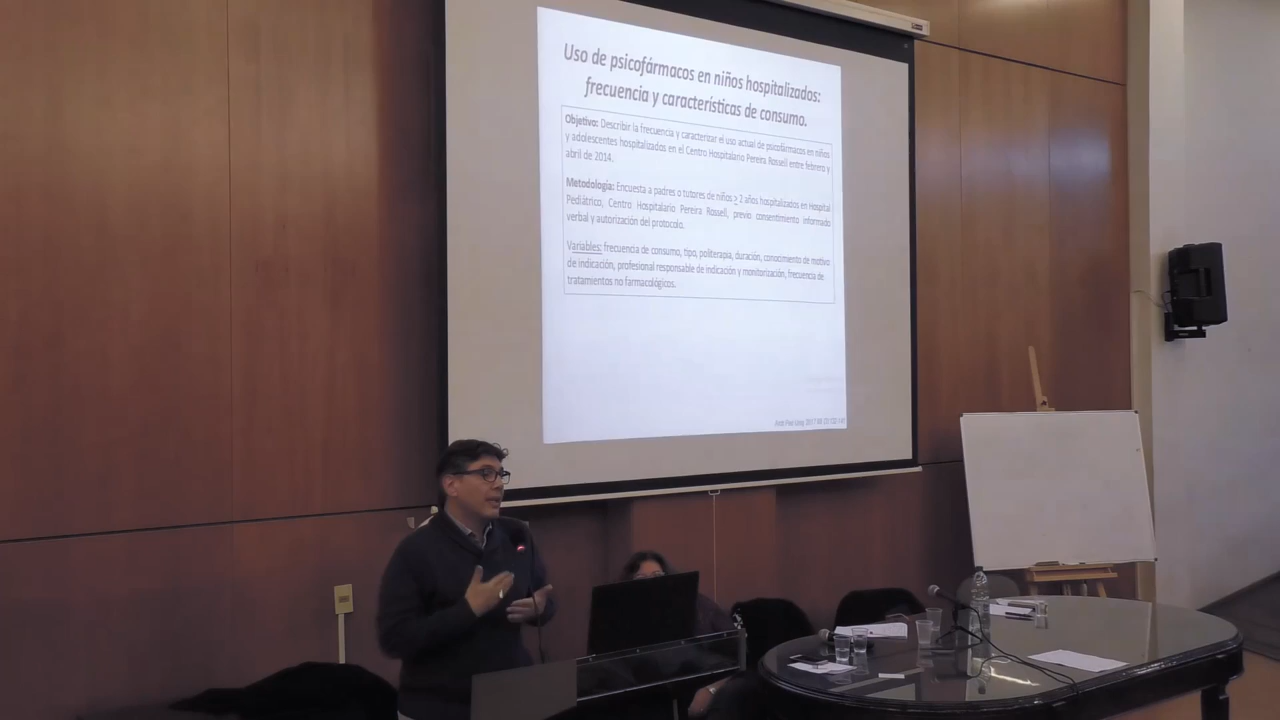 Uso de psicofármacos en niños hospitalizados:
frecuencia y características de consumo.
Objetivo: Describir la frecuencia y caracterizar el uso actual de psicofármacos en niños
y adolescentes hospitalizados en el Centro Hospitalario Pereira Rossell entre febrero y
abril de 2014.
Metodología: Encuesta a padres o tutores de niños ≥ 2 años hospitalizados en Hospital
Pediátrico, Centro Hospitalario Pereira Rossell, previo consentimiento informado
verbal y autorización del protocolo.
Variables: frecuencia de consumo, tipo, politerapia, duración, conocimiento de motivo
de indicación, profesional responsable de indicación y monitorización, frecuencia de
tratamientos no farmacológicos.